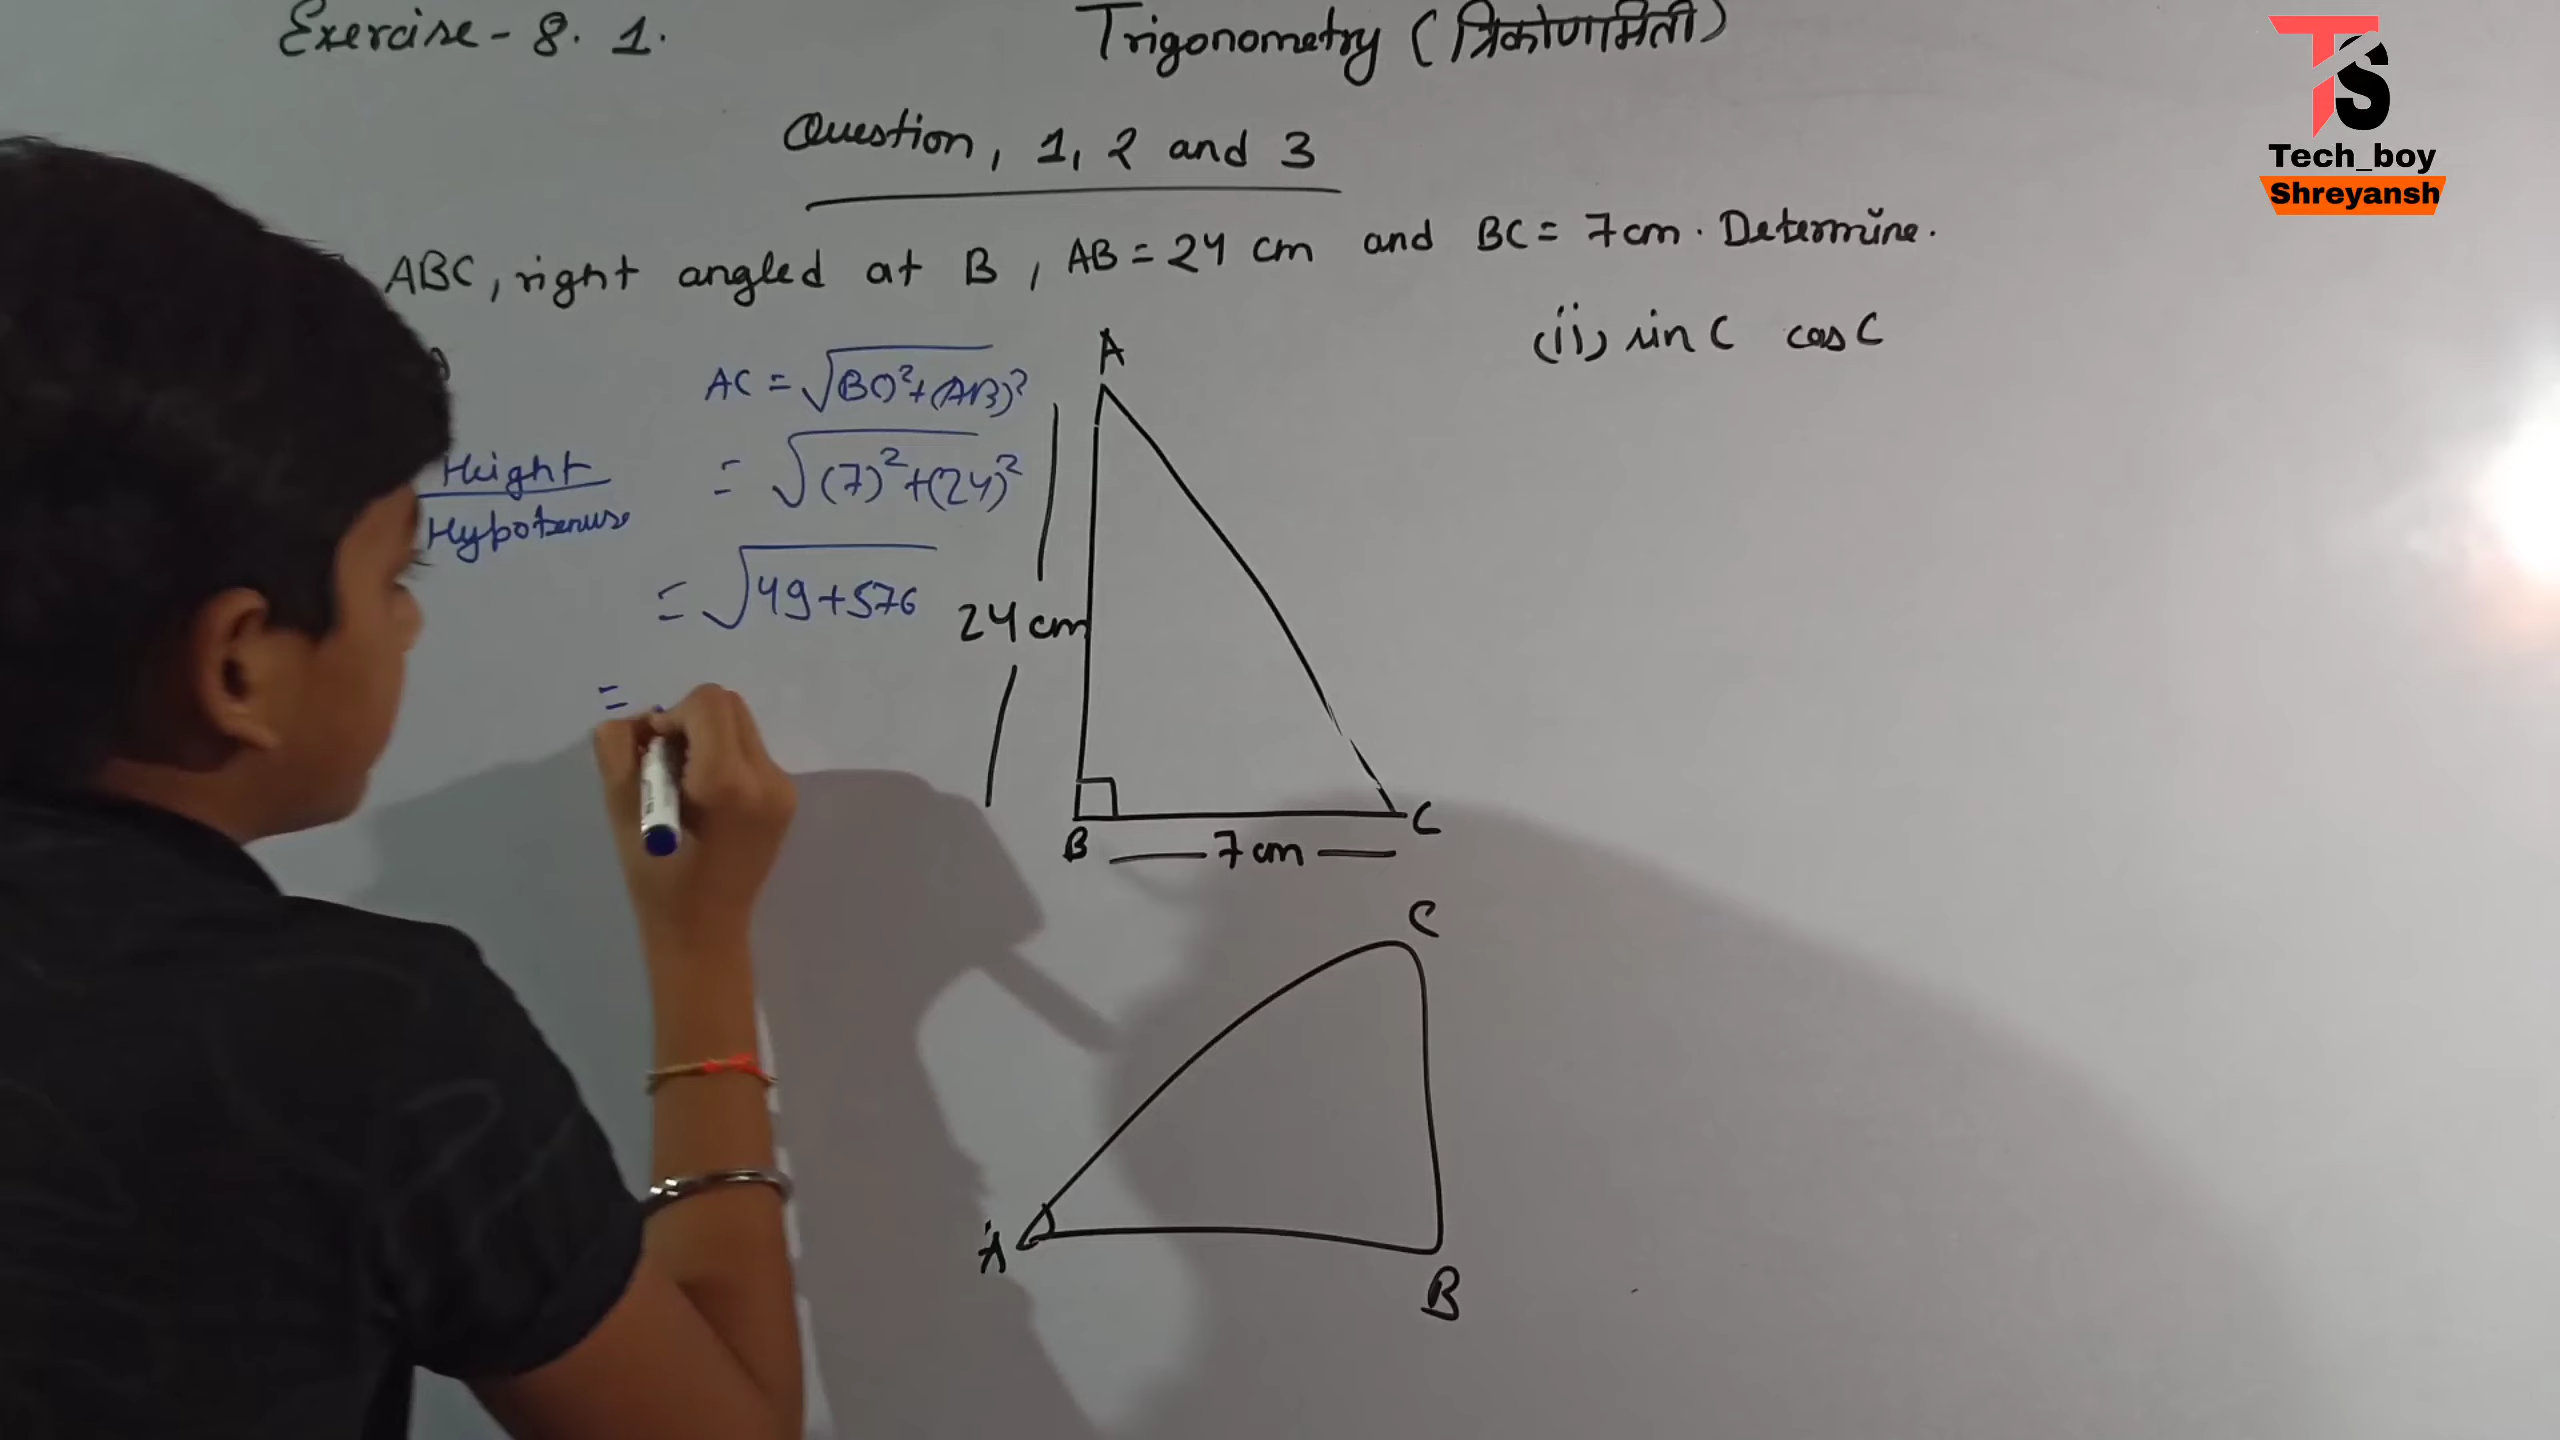 Exercise - 8. 1.
Trigonometry (त्रिकोणामिती)
TS
Tech_boy
Shreyansh
Question, 1, 2 and 3
ABC, right angled at B, AB = 24 cm and BC = 7cm. Determine.
(ii) sin C cos C
A
AC = √BC)²+(AB)²
= √(7)²+(24)²
Height
Hypotenuse
= √49+576
24 cm
=
B
C
7 cm
C
A
B